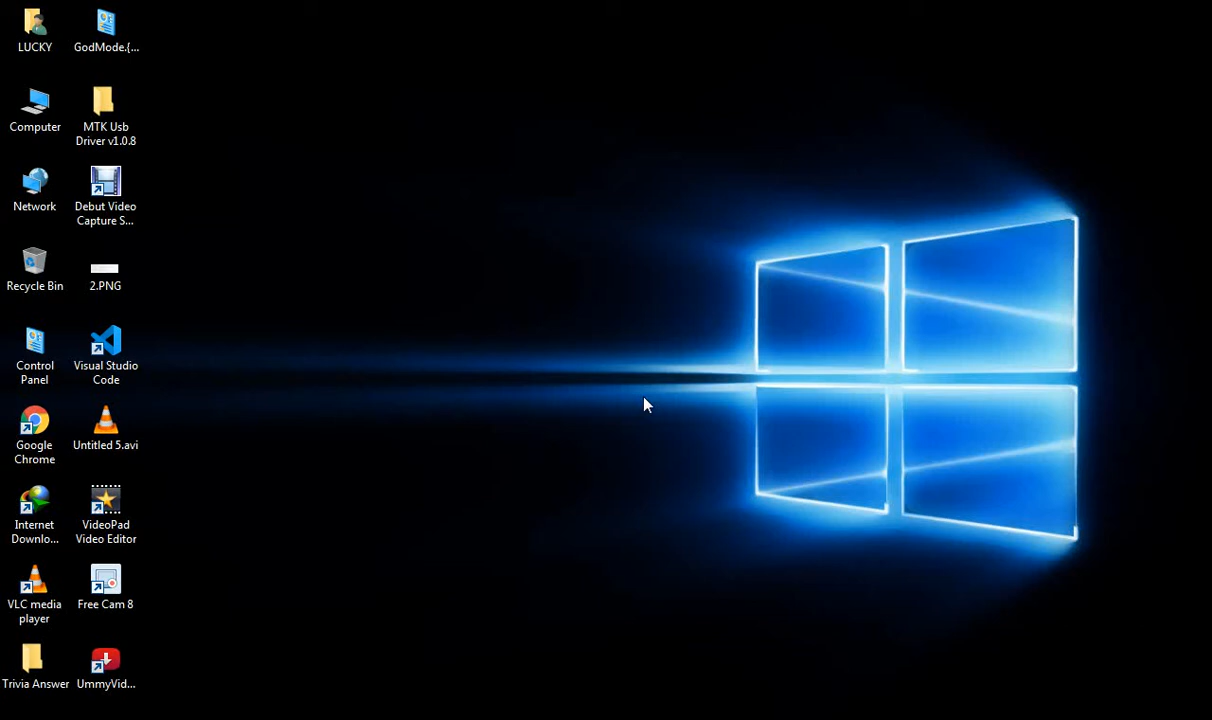 LUCKY
GodMode.{...
Computer
MTK Usb
Driver v1.0.8
Network
Debut Video
Capture S...
Recycle Bin
2.PNG
Control
Panel
Visual Studio
Code
Google
Chrome
Untitled 5.avi
Internet
Downlo...
VideoPad
Video Editor
VLC media
player
Free Cam 8
Trivia Answer
UmmyVid...